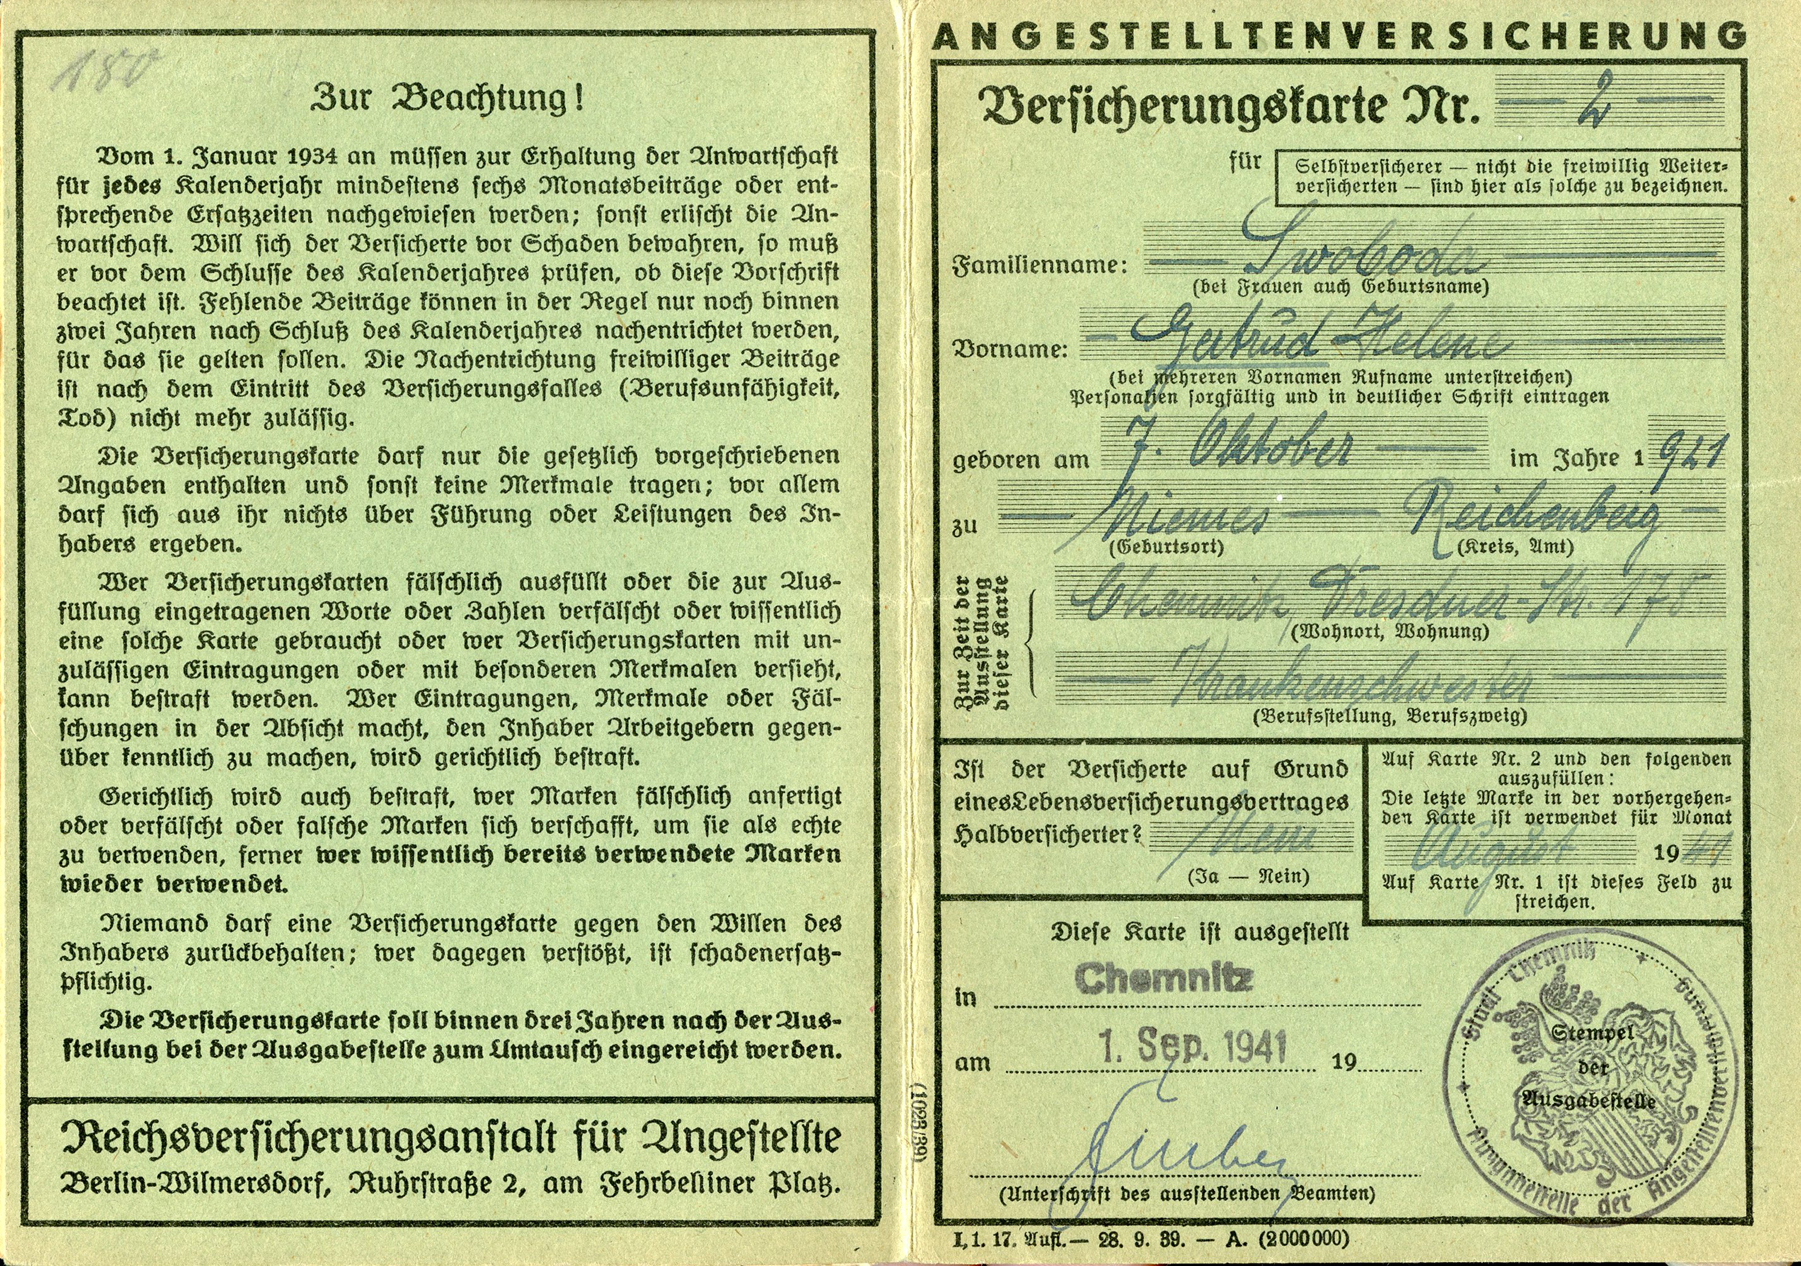 180
Zur Beachtung!
Vom 1. Januar 1934 an müssen zur Erhaltung der Anwartschaft
für jedes Kalenderjahr mindestens sechs Monatsbeiträge oder ent-
sprechende Ersatzzeiten nachgewiesen werden; sonst erlischt die An-
wartschaft. Will sich der Versicherte vor Schaden bewahren, so muß
er vor dem Schlusse des Kalenderjahres prüfen, ob diese Vorschrift
beachtet ist. Fehlende Beiträge können in der Regel nur noch binnen
zwei Jahren nach Schluß des Kalenderjahres nachentrichtet werden,
für das sie gelten sollen. Die Nachentrichtung freiwilliger Beiträge
ist nach dem Eintritt des Versicherungsfalles (Berufsunfähigkeit,
Tod) nicht mehr zulässig.
Die Versicherungskarte darf nur die gesetzlich vorgeschriebenen
Angaben enthalten und sonst keine Merkmale tragen; vor allem
darf sich aus ihr nichts über Führung oder Leistungen des In-
habers ergeben.
Wer Versicherungskarten fälschlich ausfüllt oder die zur Aus-
füllung eingetragenen Worte oder Zahlen verfälscht oder wissentlich
eine solche Karte gebraucht oder wer Versicherungskarten mit un-
zulässigen Eintragungen oder mit besonderen Merkmalen versieht,
kann bestraft werden. Wer Eintragungen, Merkmale oder Fäl-
schungen in der Absicht macht, den Inhaber Arbeitgebern gegen-
über kenntlich zu machen, wird gerichtlich bestraft.
Gerichtlich wird auch bestraft, wer Marken fälschlich anfertigt
oder verfälscht oder falsche Marken sich verschafft, um sie als echte
zu verwenden, ferner wer wissentlich bereits verwendete Marken
wieder verwendet.
Niemand darf eine Versicherungskarte gegen den Willen des
Inhabers zurückbehalten; wer dagegen verstößt, ist schadenersatz-
pflichtig.
Die Versicherungskarte soll binnen drei Jahren nach der Aus-
stellung bei der Ausgabestelle zum Umtausch eingereicht werden.
Reichsversicherungsanstalt für Angestellte
Berlin-Wilmersdorf, Ruhrstraße 2, am Fehrbelliner Platz.
(1023/39)
ANGESTELLTENVERSICHERUNG
Versicherungskarte Nr. 2
für
Selbstversicherer — nicht die freiwillig Weiter-
versicherten — sind hier als solche zu bezeichnen.
Familienname: Swoboda
(bei Frauen auch Geburtsname)
Vorname: Gertrud Helene
(bei mehreren Vornamen Rufname unterstreichen)
Personalien sorgfältig und in deutlicher Schrift eintragen
geboren am 7. Oktober im Jahre 1921
zu Niemes Reichenberg
(Geburtsort) (Kreis, Amt)
Zur Zeit der
Ausstellung
dieser Karte
Chemnitz, Dresdner-Str. 178
(Wohnort, Wohnung)
Krankenschwester
(Berufsstellung, Berufszweig)
Ist der Versicherte auf Grund
eines Lebensversicherungsvertrages
Halbversicherter? Nein
(Ja — Nein)
Auf Karte Nr. 2 und den folgenden
auszufüllen:
Die letzte Marke in der vorhergehen-
den Karte ist verwendet für Monat
August 1941
Auf Karte Nr. 1 ist dieses Feld zu
streichen.
Diese Karte ist ausgestellt
in Chemnitz
am 1. Sep. 1941 19
(Unterschrift des ausstellenden Beamten)
Stempel
der
Ausgabestelle
Stadt Chemnitz
der Angestelltenversicherung
I, 1. 17. Aufl. — 28. 9. 39. — A. (2000000)